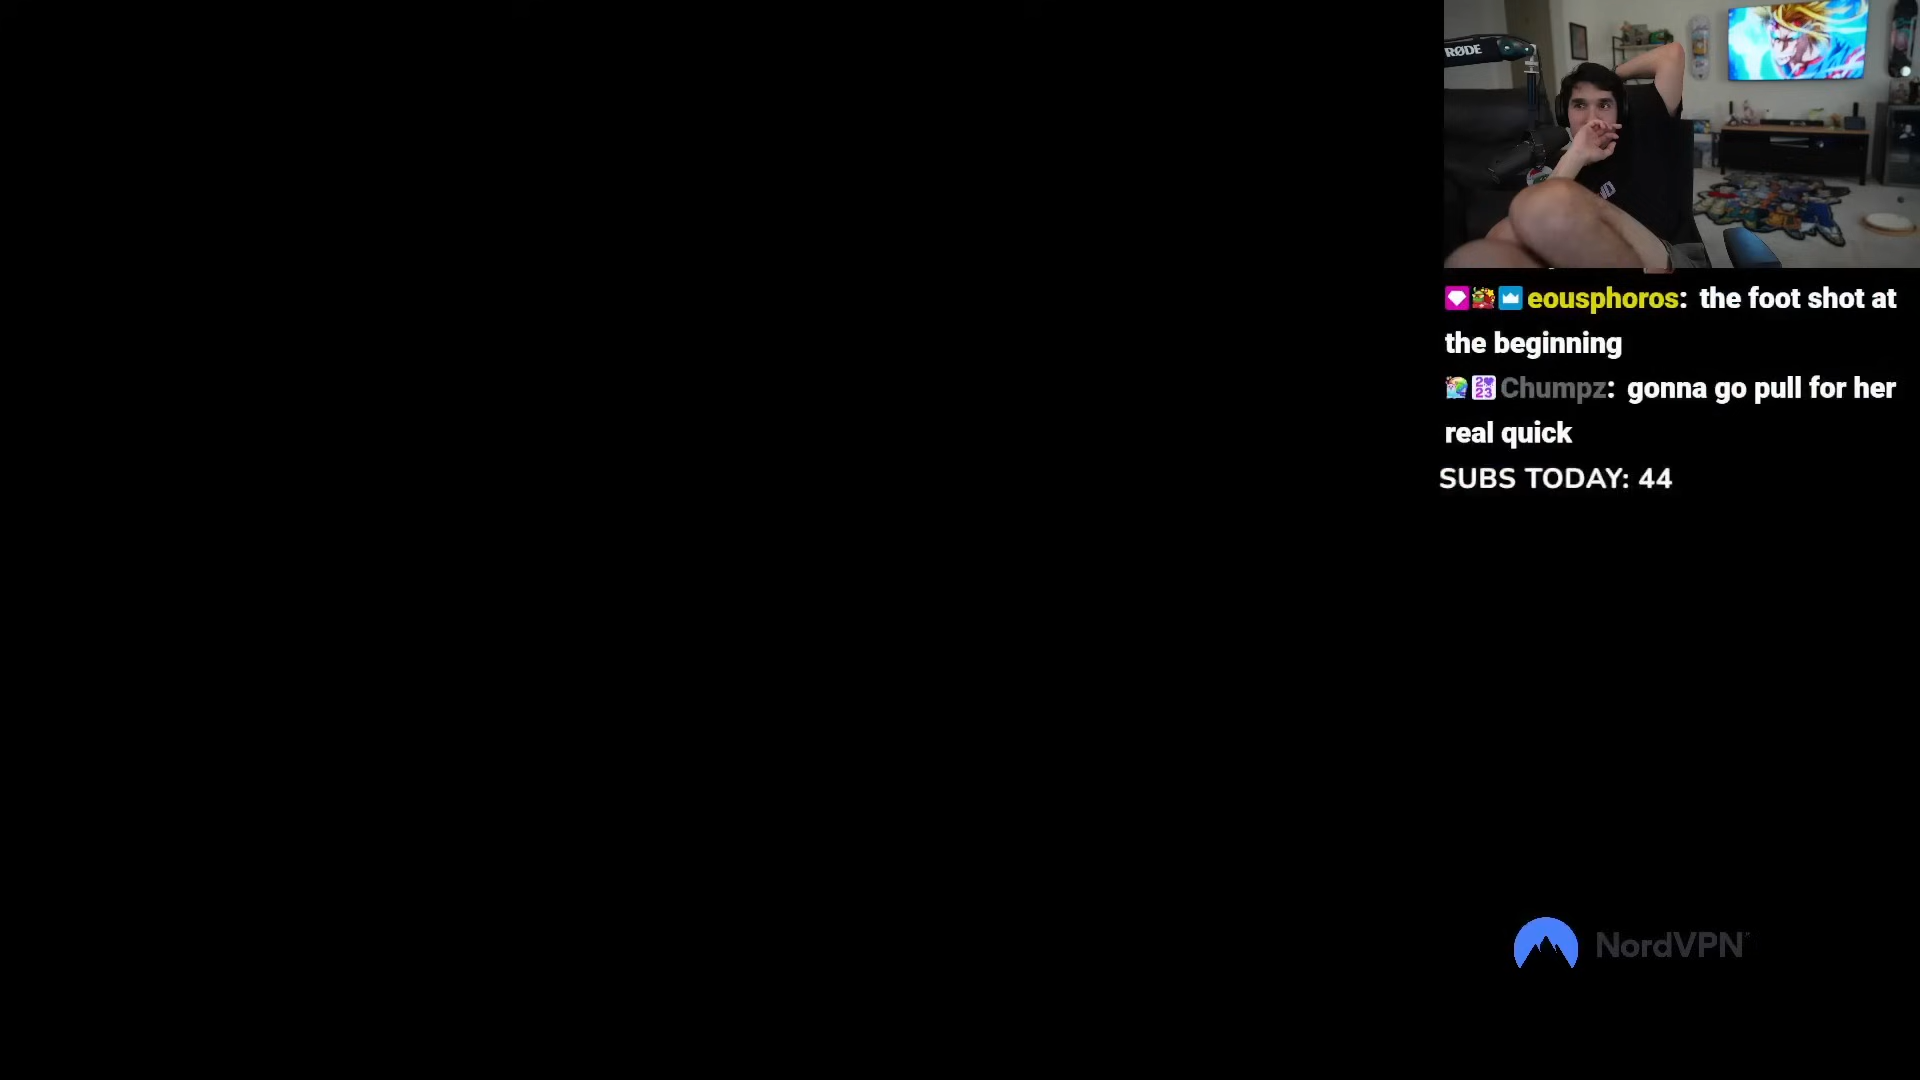 RØDE
eousphoros: the foot shot at
the beginning
Chumpz: gonna go pull for her
real quick
SUBS TODAY: 44
NordVPN